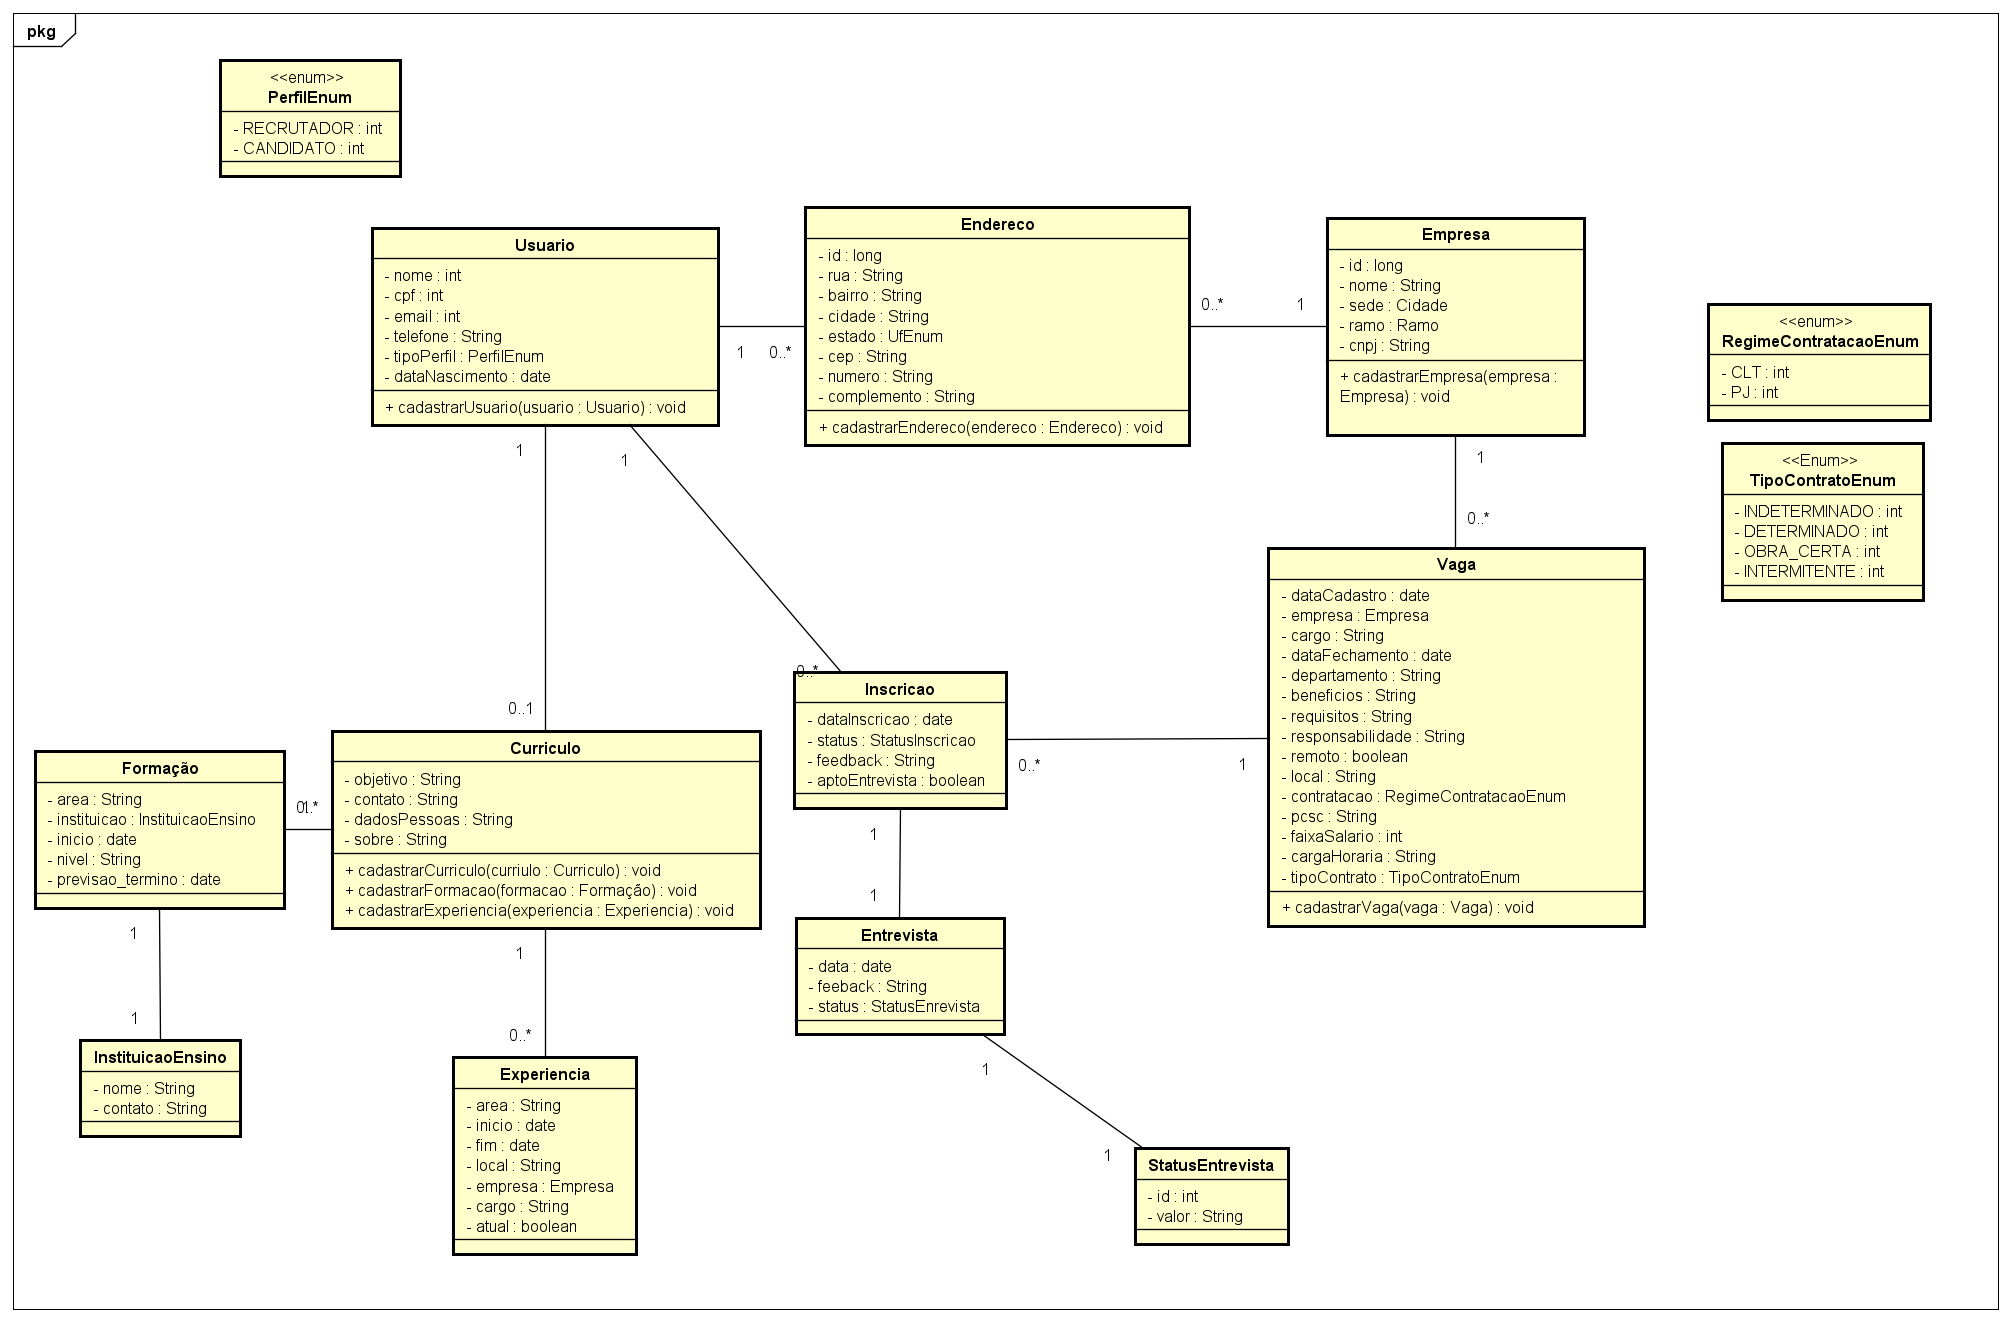 pkg
<<enum>>
PerfilEnum
- RECRUTADOR : int
- CANDIDATO : int
Usuario
- nome : int
- cpf : int
- email : int
- telefone : String
- tipoPerfil : PerfilEnum
- dataNascimento : date
+ cadastrarUsuario(usuario : Usuario) : void
1
0..*
Endereco
- id : long
- rua : String
- bairro : String
- cidade : String
- estado : UfEnum
- cep : String
- numero : String
- complemento : String
+ cadastrarEndereco(endereco : Endereco) : void
0..*
1
Empresa
- id : long
- nome : String
- sede : Cidade
- ramo : Ramo
- cnpj : String
+ cadastrarEmpresa(empresa :
Empresa) : void
<<enum>>
RegimeContratacaoEnum
- CLT : int
- PJ : int
<<Enum>>
TipoContratoEnum
- INDETERMINADO : int
- DETERMINADO : int
- OBRA_CERTA : int
- INTERMITENTE : int
1
1
1
0..*
Vaga
- dataCadastro : date
- empresa : Empresa
- cargo : String
- dataFechamento : date
- departamento : String
- beneficios : String
- requisitos : String
- responsabilidade : String
- remoto : boolean
- local : String
- contratacao : RegimeContratacaoEnum
- pcsc : String
- faixaSalario : int
- cargaHoraria : String
- tipoContrato : TipoContratoEnum
+ cadastrarVaga(vaga : Vaga) : void
0..*
Inscricao
- dataInscricao : date
- status : StatusInscricao
- feedback : String
- aptoEntrevista : boolean
0..*
1
0..1
Curriculo
- objetivo : String
- contato : String
- dadosPessoas : String
- sobre : String
+ cadastrarCurriculo(curriulo : Curriculo) : void
+ cadastrarFormacao(formacao : Formação) : void
+ cadastrarExperiencia(experiencia : Experiencia) : void
Formação
- area : String
- instituicao : InstituicaoEnsino
- inicio : date
- nivel : String
- previsao_termino : date
1
1
1
1
Entrevista
- data : date
- feeback : String
- status : StatusEnrevista
1
0..*
InstituicaoEnsino
- nome : String
- contato : String
Experiencia
- area : String
- inicio : date
- fim : date
- local : String
- empresa : Empresa
- cargo : String
- atual : boolean
1
1
StatusEntrevista
- id : int
- valor : String